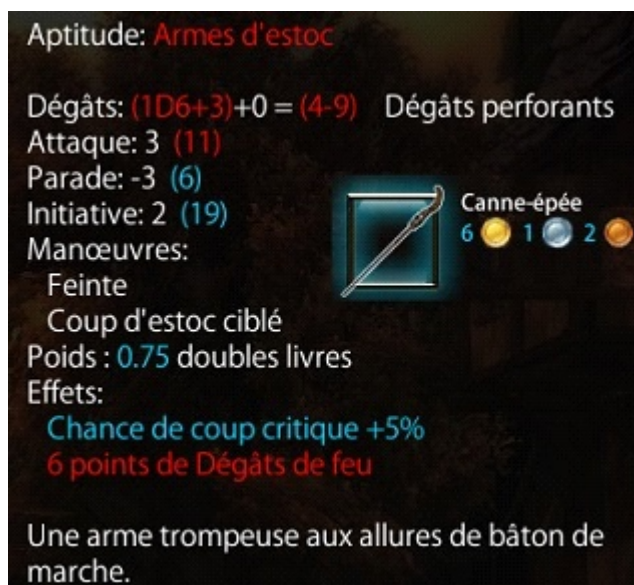 Aptitude: Armes d'estoc
Dégâts: (1D6+3)+0 = (4-9) Dégâts perforants
Attaque: 3 (11)
Parade: -3 (6)
Initiative: 2 (19)
Manœuvres:
Feinte
Coup d'estoc ciblé
Canne-épée
6 1 2
Poids : 0.75 doubles livres
Effets:
Chance de coup critique +5%
6 points de Dégâts de feu
Une arme trompeuse aux allures de bâton de
marche.